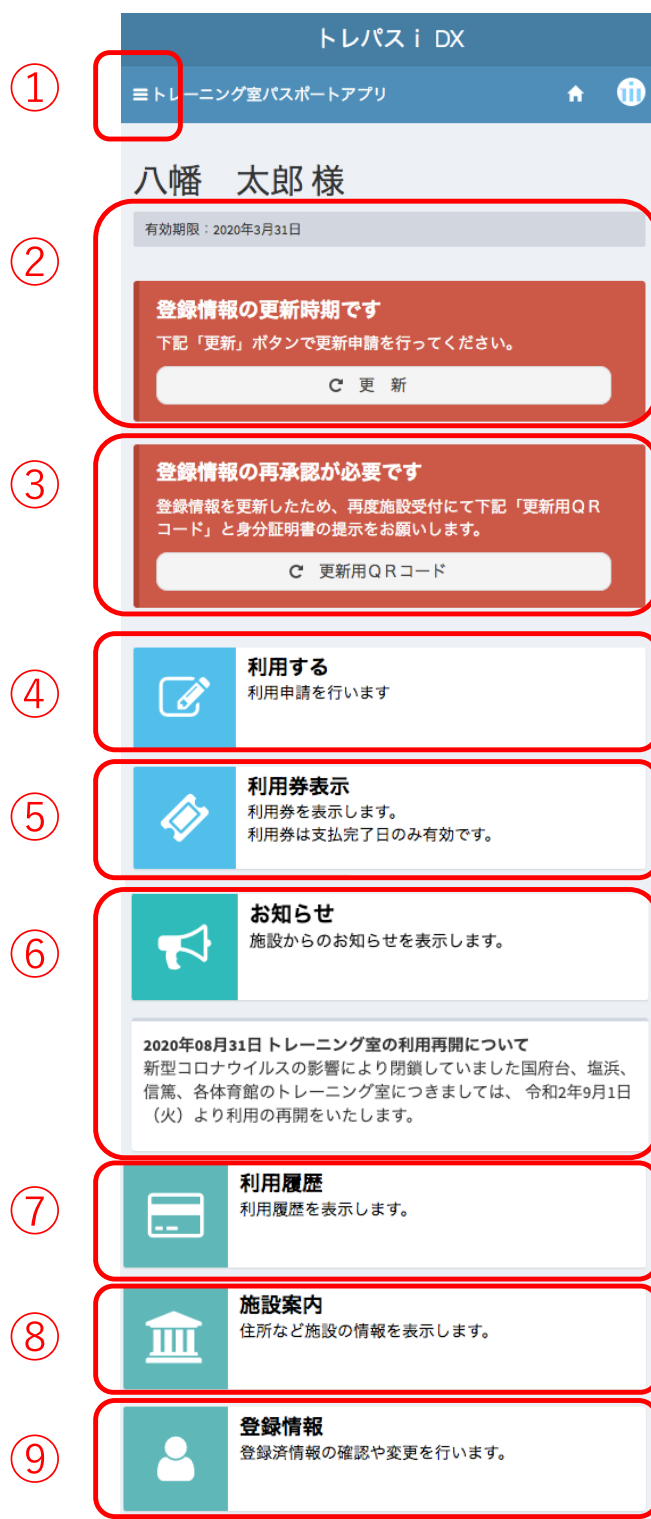 トレパスｉ DX
①
トレーニング室パスポートアプリ
八幡　太郎 様
②
有効期限：2020年3月31日
登録情報の更新時期です
下記「更新」ボタンで更新申請を行ってください。
更　新
③
登録情報の再承認が必要です
登録情報を更新したため、再度施設受付にて下記「更新用ＱＲ
コード」と身分証明書の提示をお願いします。
更新用ＱＲコード
④
利用する
利用申請を行います
⑤
利用券表示
利用券を表示します。
利用券は支払完了日のみ有効です。
⑥
お知らせ
施設からのお知らせを表示します。
2020年08月31日 トレーニング室の利用再開について
新型コロナウイルスの影響により閉鎖していました国府台、塩浜、
信篤、各体育館のトレーニング室につきましては、 令和2年9月1日
（火）より利用の再開をいたします。
⑦
利用履歴
利用履歴を表示します。
⑧
施設案内
住所など施設の情報を表示します。
⑨
登録情報
登録済情報の確認や変更を行います。